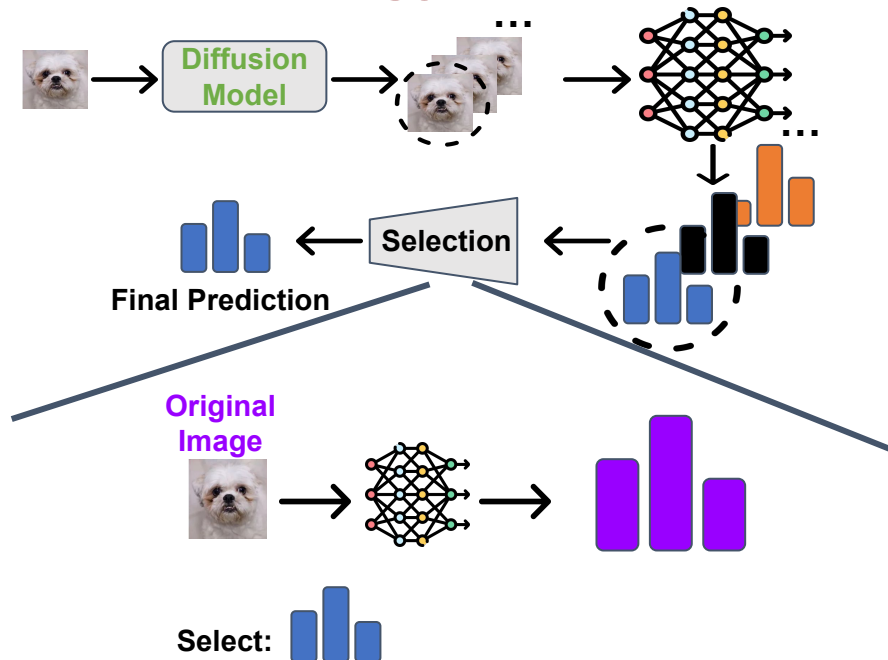 ...
Diffusion
Model
...
Selection
Final Prediction
Original
Image
Select: